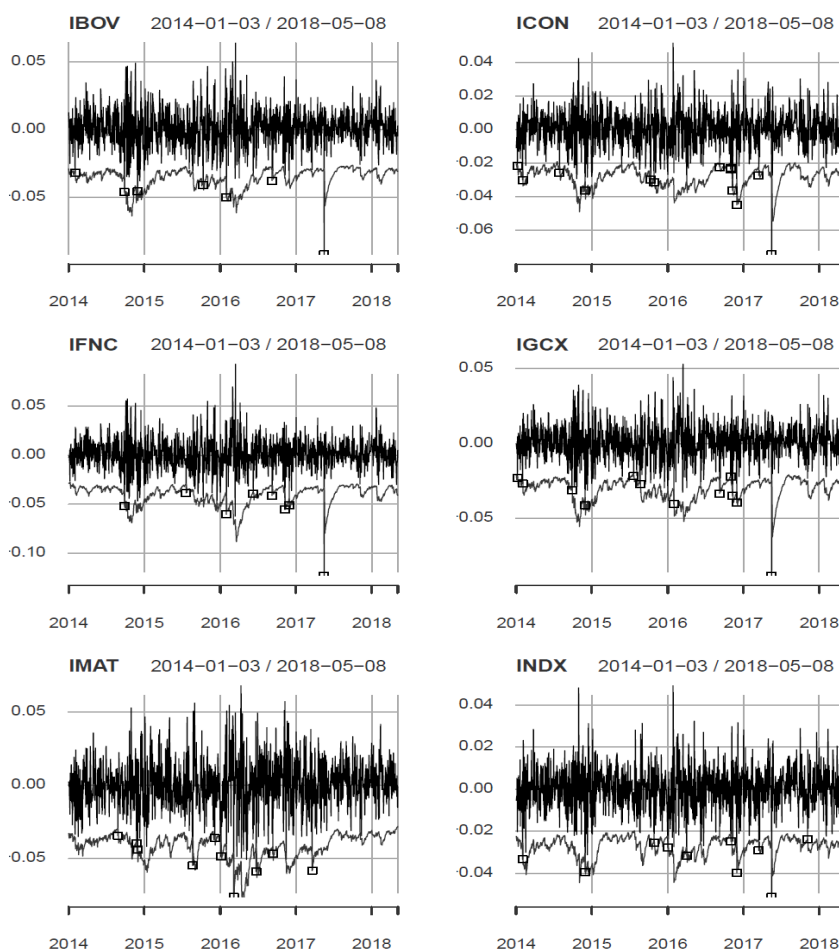 IBOV 2014−01−03 / 2018−05−08
0.05
0.00
-0.05
2014 2015 2016 2017 2018
ICON 2014−01−03 / 2018−05−08
0.04
0.02
0.00
-0.02
-0.04
-0.06
2014 2015 2016 2017 2018
IFNC 2014−01−03 / 2018−05−08
0.05
0.00
-0.05
-0.10
2014 2015 2016 2017 2018
IGCX 2014−01−03 / 2018−05−08
0.05
0.00
-0.05
2014 2015 2016 2017 2018
IMAT 2014−01−03 / 2018−05−08
0.05
0.00
-0.05
2014 2015 2016 2017 2018
INDX 2014−01−03 / 2018−05−08
0.04
0.02
0.00
-0.02
-0.04
2014 2015 2016 2017 2018